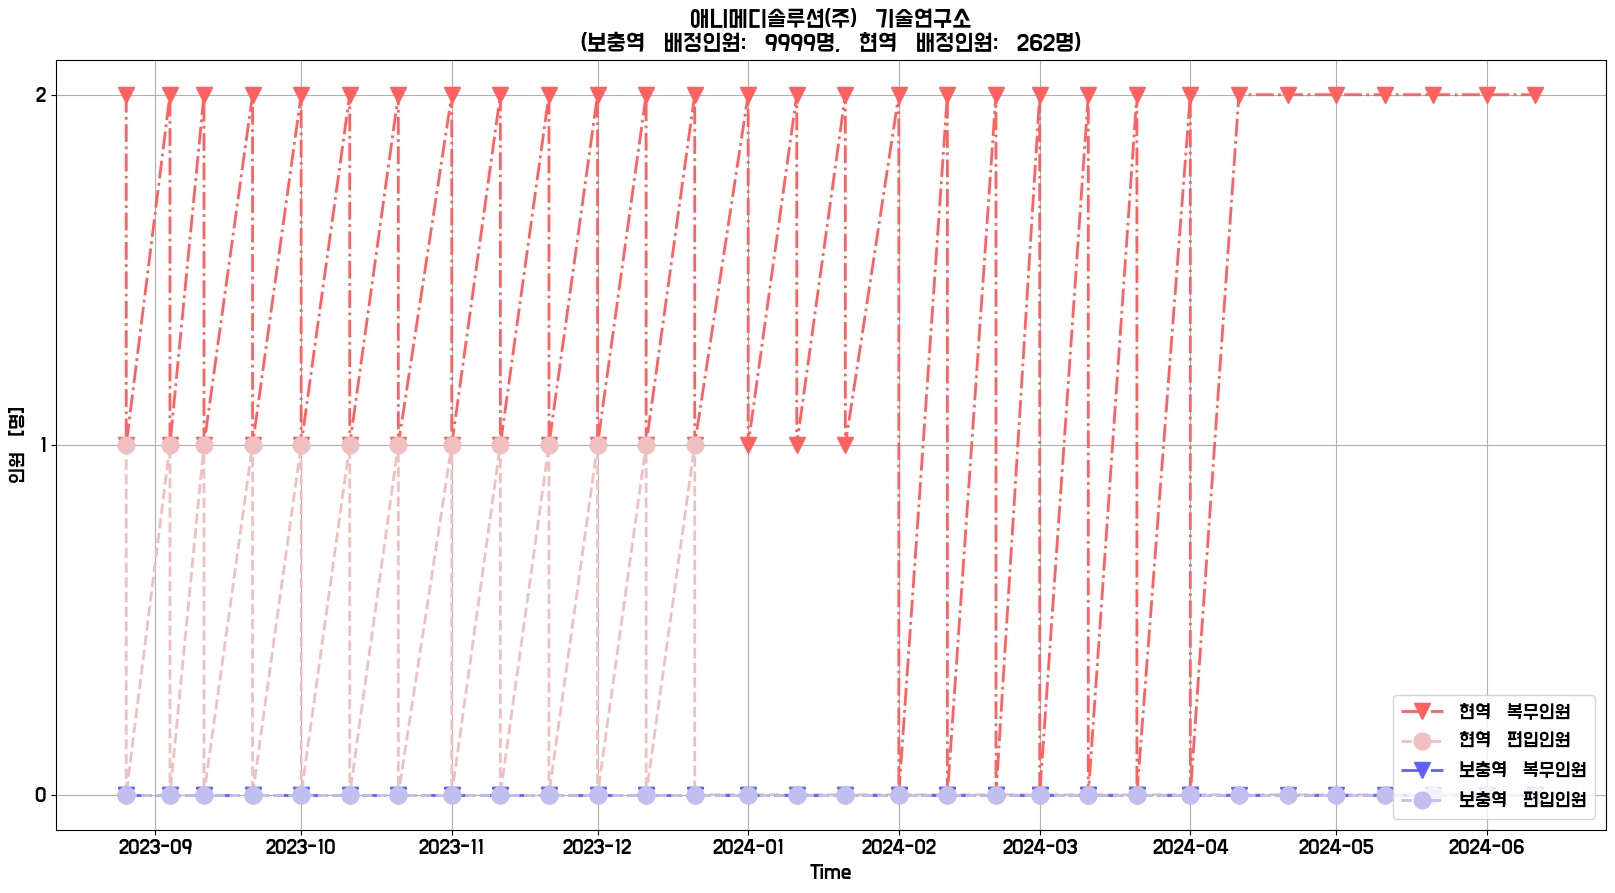 애니메디솔루션(주) 기술연구소
(보충역 배정인원: 9999명, 현역 배정인원: 262명)
인원 [명]
2
1
0
현역 복무인원
현역 편입인원
보충역 복무인원
보충역 편입인원
2023-09 2023-10 2023-11 2023-12 2024-01 2024-02 2024-03 2024-04 2024-05 2024-06
Time